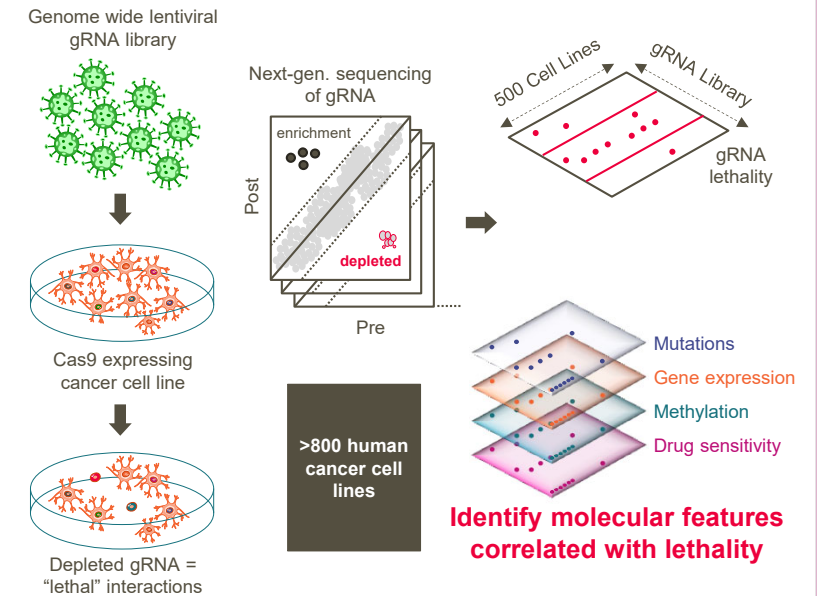 Genome wide lentiviral
gRNA library
Cas9 expressing
cancer cell line
Depleted gRNA =
“lethal” interactions
Next-gen. sequencing
of gRNA
enrichment
Post
depleted
Pre
>800 human
cancer cell
lines
500 Cell Lines
gRNA Library
gRNA
lethality
Mutations
Gene expression
Methylation
Drug sensitivity
Identify molecular features
correlated with lethality